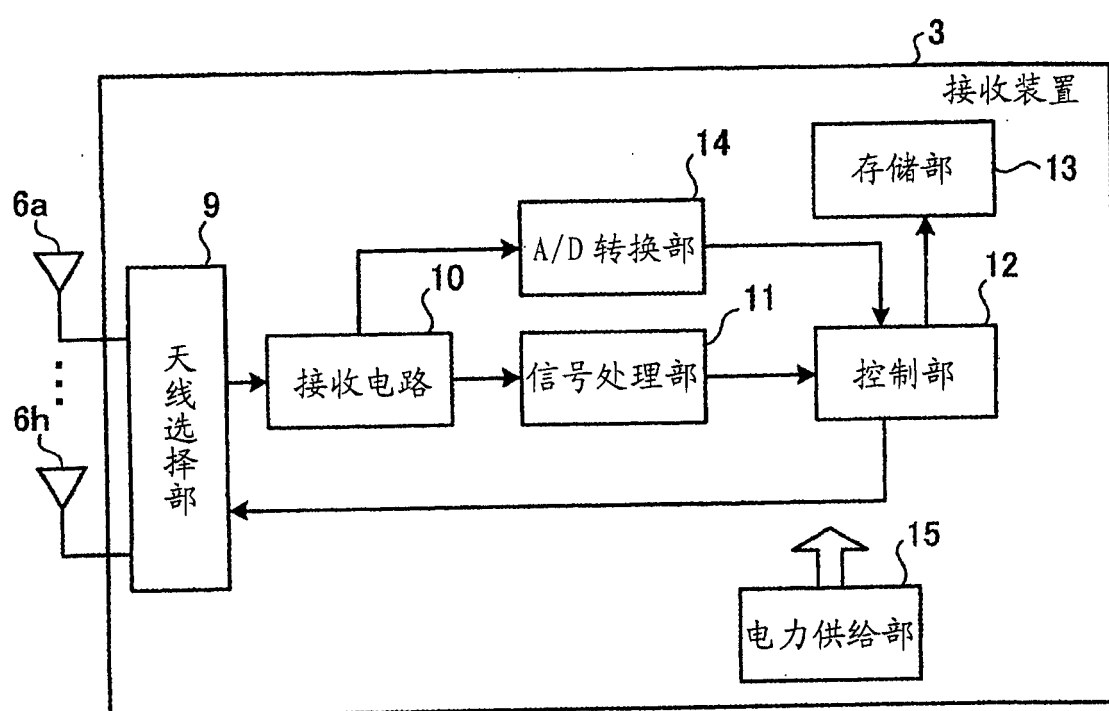 3
接收装置
14
存储部
13
6a
9
A/D 转换部
10
11
12
天线选择部
接收电路
信号处理部
控制部
6h
15
电力供给部